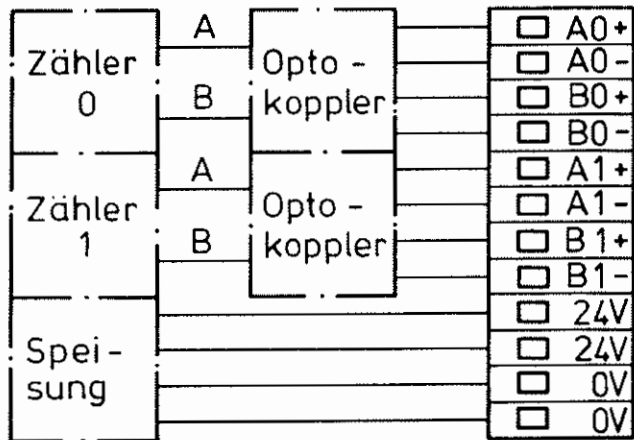 Zähler
0
A
B
Opto-
koppler
Zähler
1
A
B
Opto-
koppler
Spei-
sung
A0+
A0-
B0+
B0-
A1+
A1-
B1+
B1-
24V
24V
0V
0V